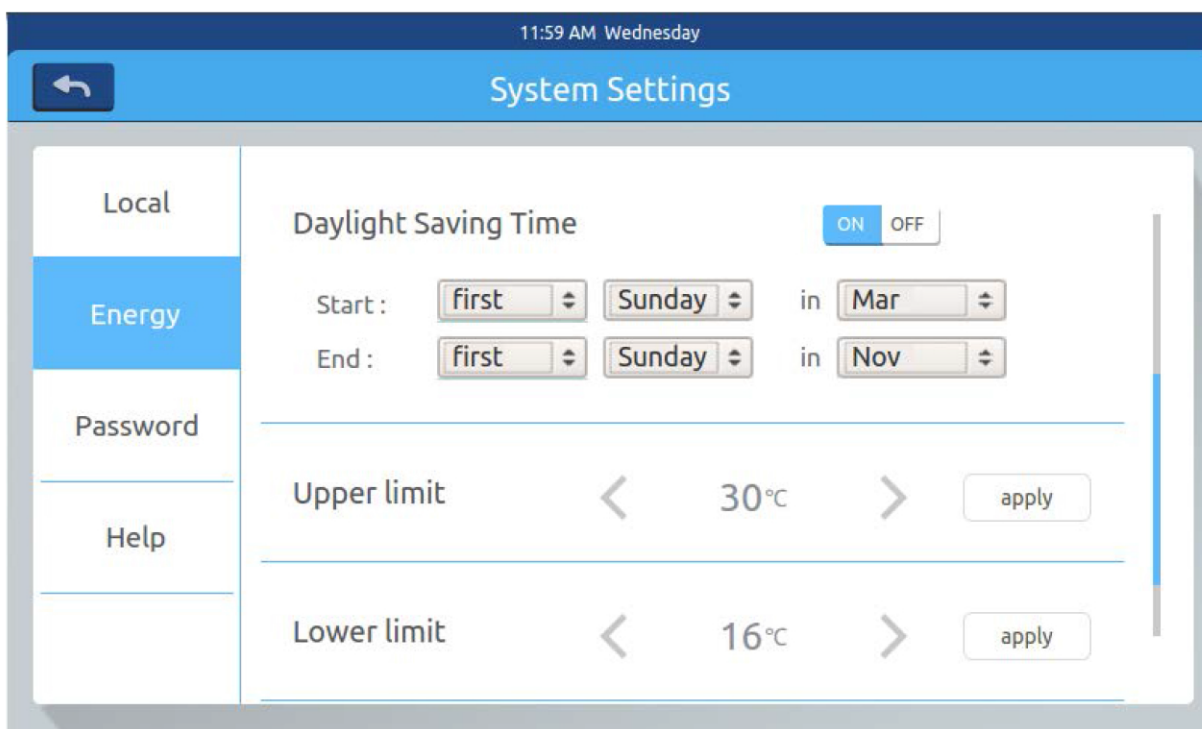 11:59 AM Wednesday
System Settings
Local
Energy
Password
Help
Daylight Saving Time ON OFF
Start : first Sunday in Mar
End : first Sunday in Nov
Upper limit 30℃ apply
Lower limit 16℃ apply